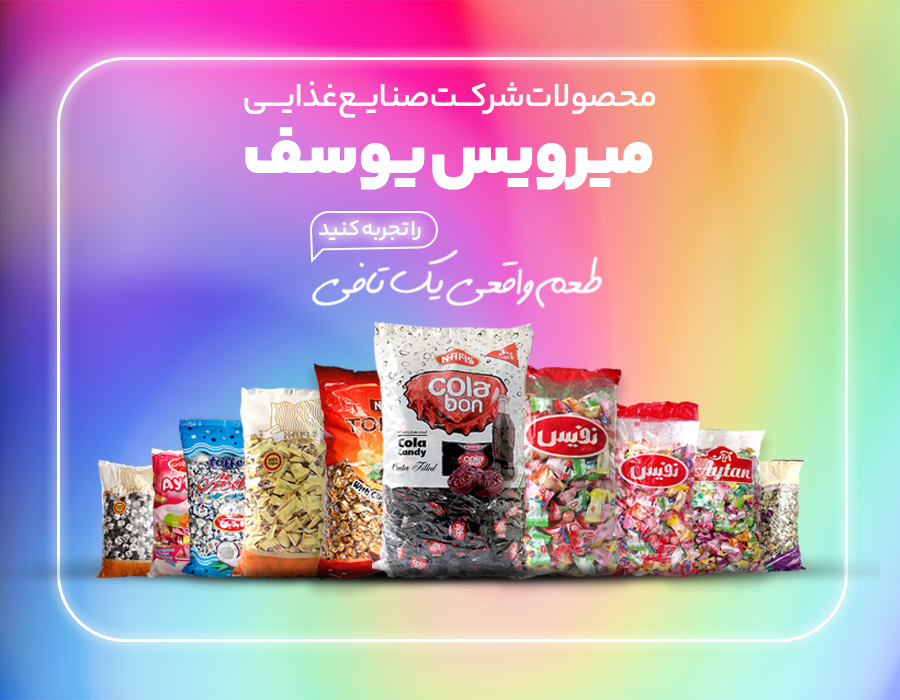 محصولات شرکت صنایع غذایی
میرویس یوسف
را تجربه کنید
طعم واقعی یک تافی
NAFIS
cola
bon
Cola
Candy
Center Filled
نفیس
نفیس
Aytan